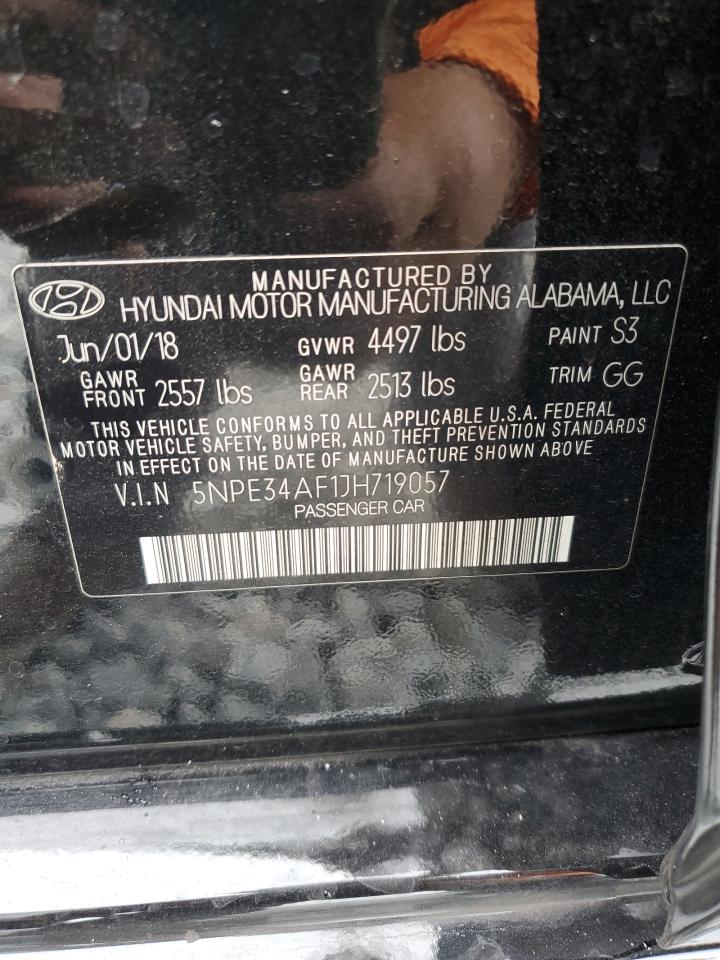 MANUFACTURED BY
HYUNDAI MOTOR MANUFACTURING ALABAMA, LLC
Jun/01/18 GVWR 4497 lbs PAINT S3
GAWR FRONT 2557 lbs GAWR REAR 2513 lbs TRIM GG
THIS VEHICLE CONFORMS TO ALL APPLICABLE U.S.A. FEDERAL
MOTOR VEHICLE SAFETY, BUMPER, AND THEFT PREVENTION STANDARDS
IN EFFECT ON THE DATE OF MANUFACTURE SHOWN ABOVE
V.I.N 5NPE34AF1JH719057
PASSENGER CAR